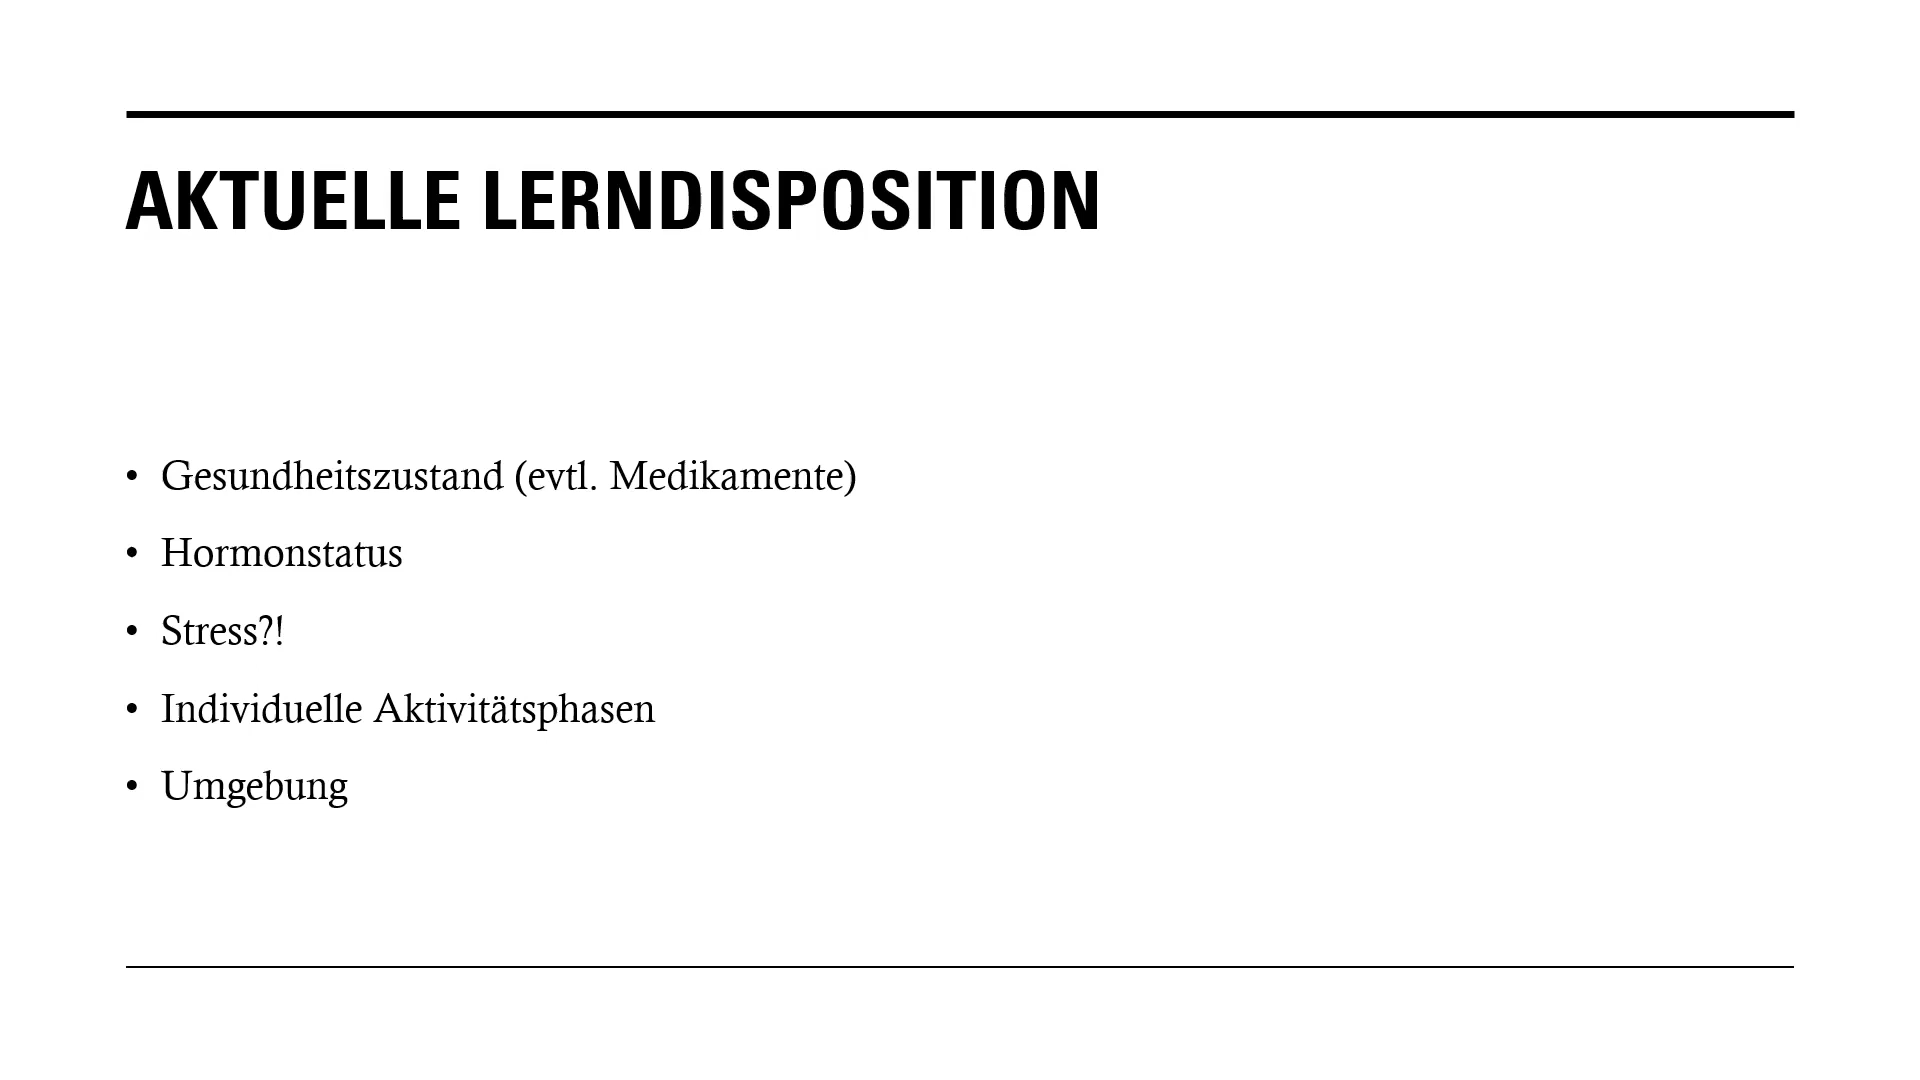 AKTUELLE LERNDISPOSITION
• Gesundheitszustand (evtl. Medikamente)
• Hormonstatus
• Stress?!
• Individuelle Aktivitätsphasen
• Umgebung